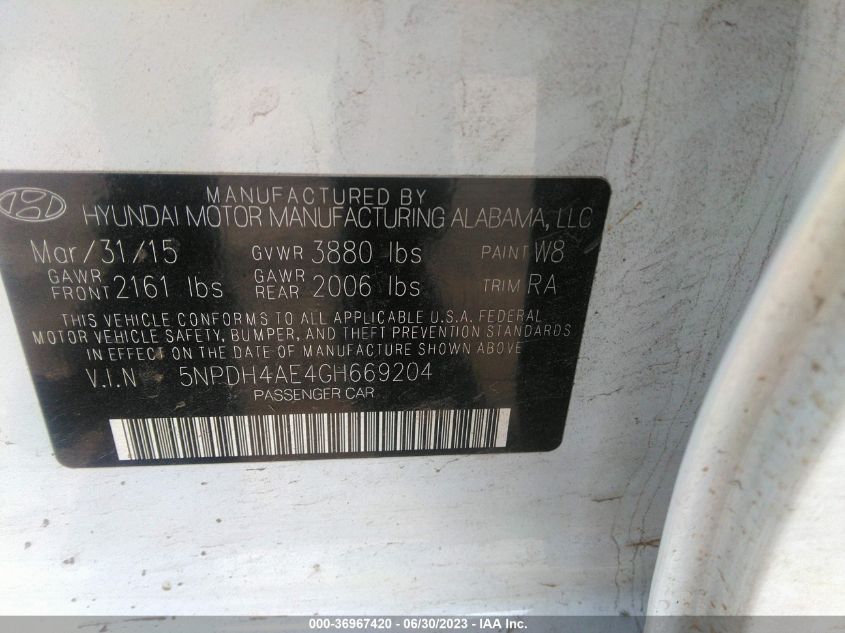 MANUFACTURED BY
HYUNDAI MOTOR MANUFACTURING ALABAMA, LLC
Mar/31/15 GVWR 3880 lbs PAINT W8
GAWR FRONT 2161 lbs GAWR REAR 2006 lbs TRIM RA
THIS VEHICLE CONFORMS TO ALL APPLICABLE U.S.A. FEDERAL
MOTOR VEHICLE SAFETY, BUMPER, AND THEFT PREVENTION STANDARDS
IN EFFECT ON THE DATE OF MANUFACTURE SHOWN ABOVE
V.I.N 5NPDH4AE4GH669204
PASSENGER CAR
000-36967420 - 06/30/2023 - IAA Inc.